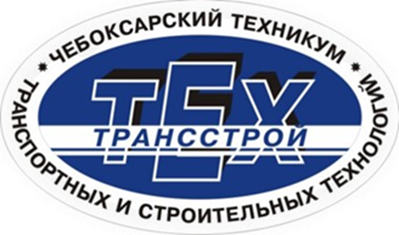 ЧЕБОКСАРСКИЙ ТЕХНИКУМ
ТЕХ
ТРАНССТРОЙ
ТРАНСПОРТНЫХ И СТРОИТЕЛЬНЫХ ТЕХНОЛОГИЙ